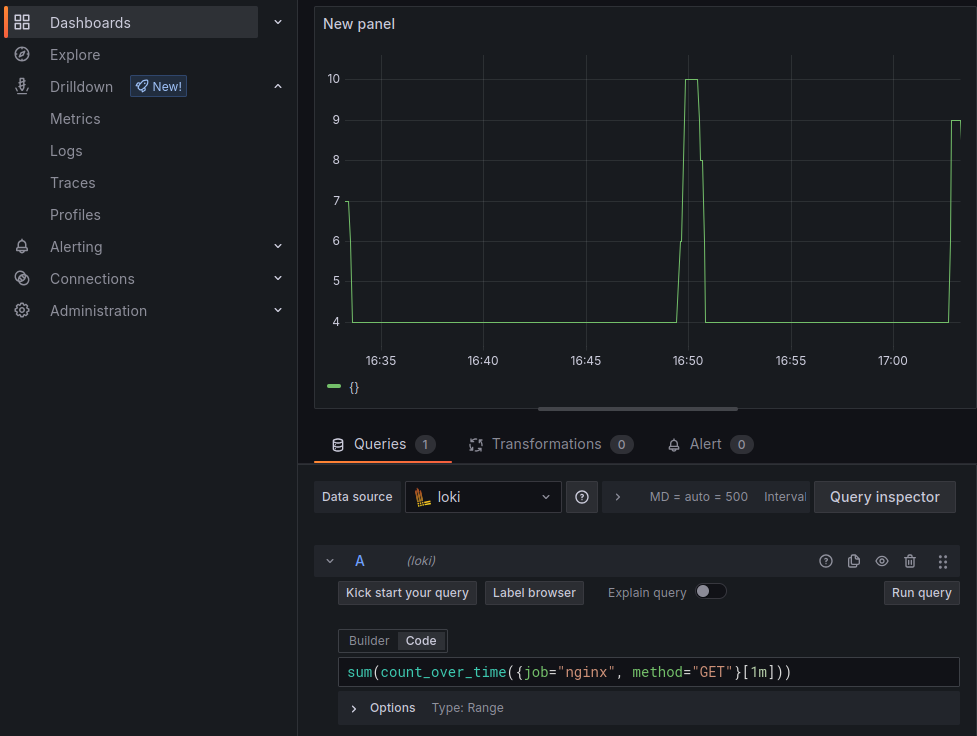 Dashboards
Explore
Drilldown New!
Metrics
Logs
Traces
Profiles
Alerting
Connections
Administration
New panel
10
9
8
7
6
5
4
16:35 16:40 16:45 16:50 16:55 17:00
{}
Queries 1 Transformations 0 Alert 0
Data source loki MD = auto = 500 Interval Query inspector
A (loki)
Kick start your query Label browser Explain query Run query
Builder Code
sum(count_over_time({job="nginx", method="GET"}[1m]))
Options Type: Range